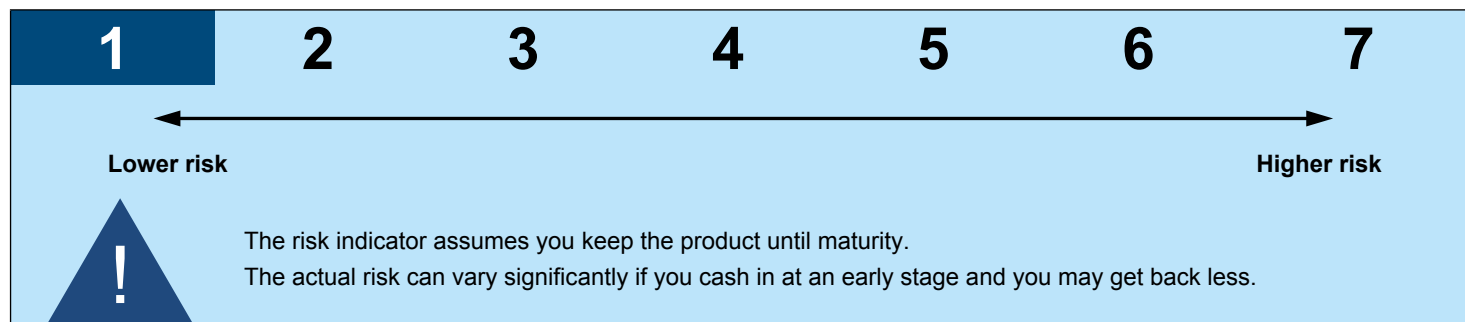 1 2 3 4 5 6 7
Lower risk Higher risk
!
The risk indicator assumes you keep the product until maturity.
The actual risk can vary significantly if you cash in at an early stage and you may get back less.